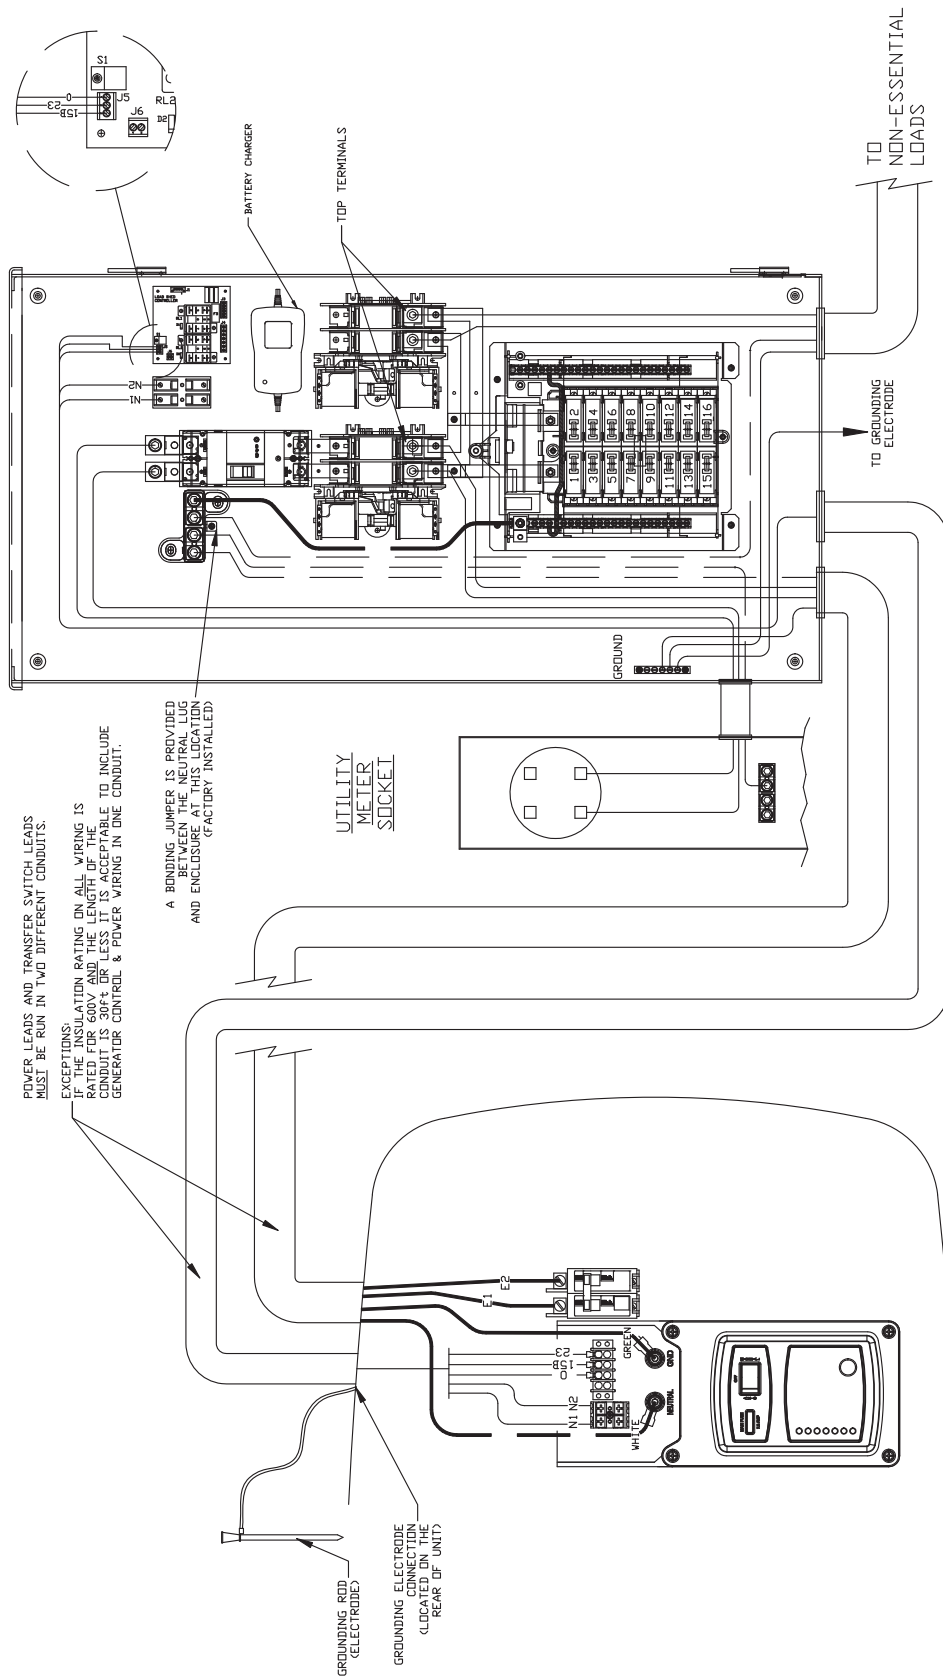 POWER LEADS AND TRANSFER SWITCH LEADS
MUST BE RUN IN TWO DIFFERENT CONDUITS.
EXCEPTIONS:
IF THE INSULATION RATING ON ALL WIRING IS
RATED FOR 600V AND THE LENGTH OF THE
CONDUIT IS 30ft OR LESS IT IS ACCEPTABLE TO INCLUDE
GENERATOR CONTROL & POWER WIRING IN ONE CONDUIT.
A BONDING JUMPER IS PROVIDED
BETWEEN THE NEUTRAL LUG
AND ENCLOSURE AT THIS LOCATION
(FACTORY INSTALLED)
UTILITY
METER
SOCKET
GROUND
S1
0
23
15B
J5
J6
RL2
D2
LOAD SHED
CONTROLLER
N2
N1
BATTERY CHARGER
TOP TERMINALS
1
2
3
4
5
6
7
8
9
10
11
12
13
14
15
16
TO GROUNDING
ELECTRODE
TO
NON-ESSENTIAL
LOADS
GROUNDING ROD
(ELECTRODE)
GROUNDING ELECTRODE
CONNECTION
(LOCATED ON THE
REAR OF UNIT)
E2
E1
23
15B
0
N1 N2
GREEN
GND
WHITE
NEUTRAL